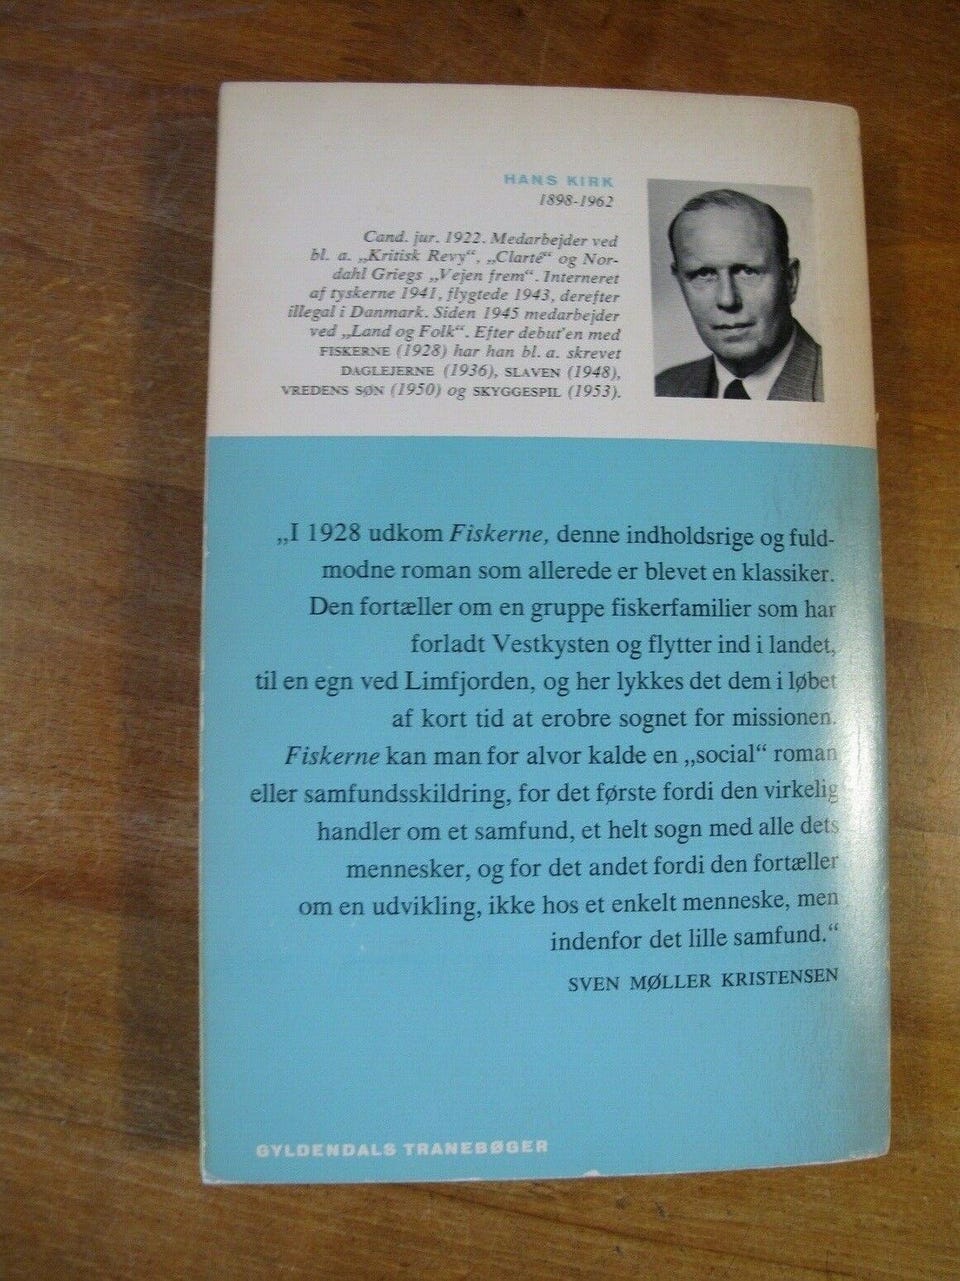 HANS KIRK
1898-1962
Cand. jur. 1922. Medarbejder ved
bl. a. „Kritisk Revy“, „Clarté“ og Nor-
dahl Griegs „Vejen frem“. Interneret
af tyskerne 1941, flygtede 1943, derefter
illegal i Danmark. Siden 1945 medarbejder
ved „Land og Folk“. Efter debut'en med
FISKERNE (1928) har han bl. a. skrevet
DAGLEJERNE (1936), SLAVEN (1948),
VREDENS SØN (1950) og SKYGGESPIL (1953).
„I 1928 udkom Fiskerne, denne indholdsrige og fuld-
modne roman som allerede er blevet en klassiker.
Den fortæller om en gruppe fiskerfamilier som har
forladt Vestkysten og flytter ind i landet,
til en egn ved Limfjorden, og her lykkes det dem i løbet
af kort tid at erobre sognet for missionen.
Fiskerne kan man for alvor kalde en „social“ roman
eller samfundsskildring, for det første fordi den virkelig
handler om et samfund, et helt sogn med alle dets
mennesker, og for det andet fordi den fortæller
om en udvikling, ikke hos et enkelt menneske, men
indenfor det lille samfund.“
SVEN MØLLER KRISTENSEN
GYLDENDALS TRANEBØGER